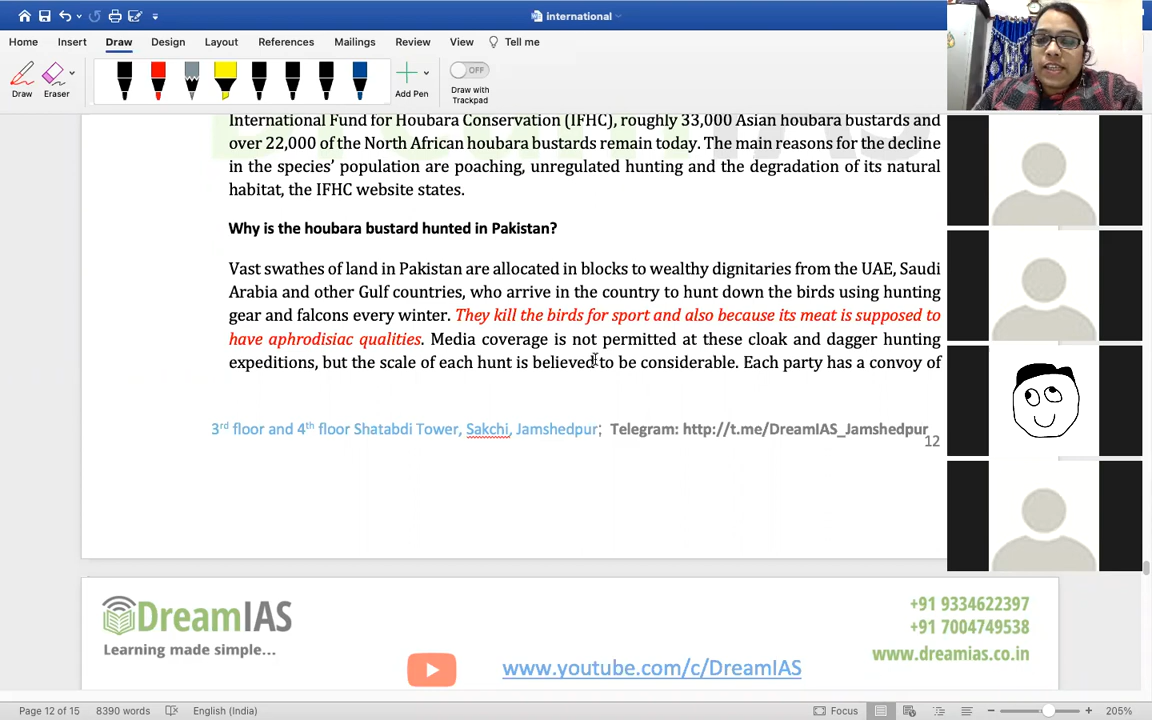 international
Home Insert Draw Design Layout References Mailings Review View Tell me
OFF
Draw Eraser Add Pen Draw with Trackpad
International Fund for Houbara Conservation (IFHC), roughly 33,000 Asian houbara bustards and
over 22,000 of the North African houbara bustards remain today. The main reasons for the decline
in the species’ population are poaching, unregulated hunting and the degradation of its natural
habitat, the IFHC website states.
Why is the houbara bustard hunted in Pakistan?
Vast swathes of land in Pakistan are allocated in blocks to wealthy dignitaries from the UAE, Saudi
Arabia and other Gulf countries, who arrive in the country to hunt down the birds using hunting
gear and falcons every winter. They kill the birds for sport and also because its meat is supposed to
have aphrodisiac qualities. Media coverage is not permitted at these cloak and dagger hunting
expeditions, but the scale of each hunt is believed to be considerable. Each party has a convoy of
3rd floor and 4th floor Shatabdi Tower, Sakchi, Jamshedpur; Telegram: http://t.me/DreamIAS_Jamshedpur
12
DreamIAS
Learning made simple...
+91 9334622397
+91 7004749538
www.dreamias.co.in
www.youtube.com/c/DreamIAS
Page 12 of 15 8390 words English (India) Focus 205%